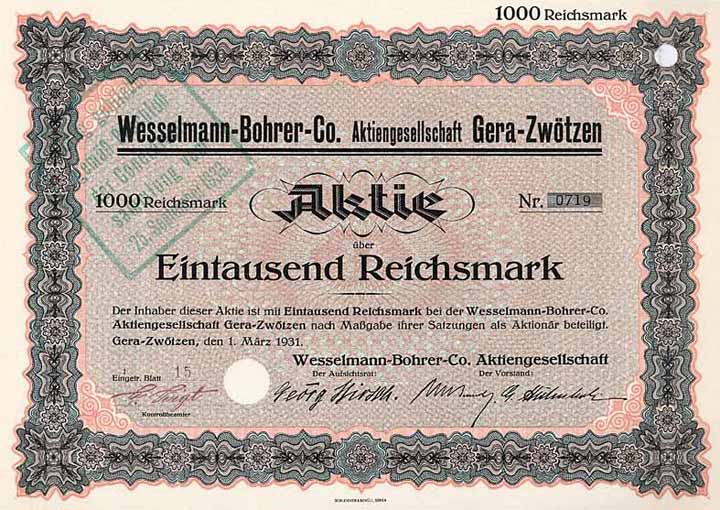 1000 Reichsmark
Wesselmann-Bohrer-Co. Aktiengesellschaft Gera-Zwötzen
1000 Reichsmark
Aktie
Nr. 0719
über
Eintausend Reichsmark
Der Inhaber dieser Aktie ist mit Eintausend Reichsmark bei der Wesselmann-Bohrer-Co.
Aktiengesellschaft Gera-Zwötzen nach Maßgabe ihrer Satzungen als Aktionär beteiligt.
Gera-Zwötzen, den 1. März 1931.
Wesselmann-Bohrer-Co. Aktiengesellschaft
Der Aufsichtsrat: Der Vorstand:
Eingetr. Blatt 15
Georg Hirsch
Kontrollbeamter